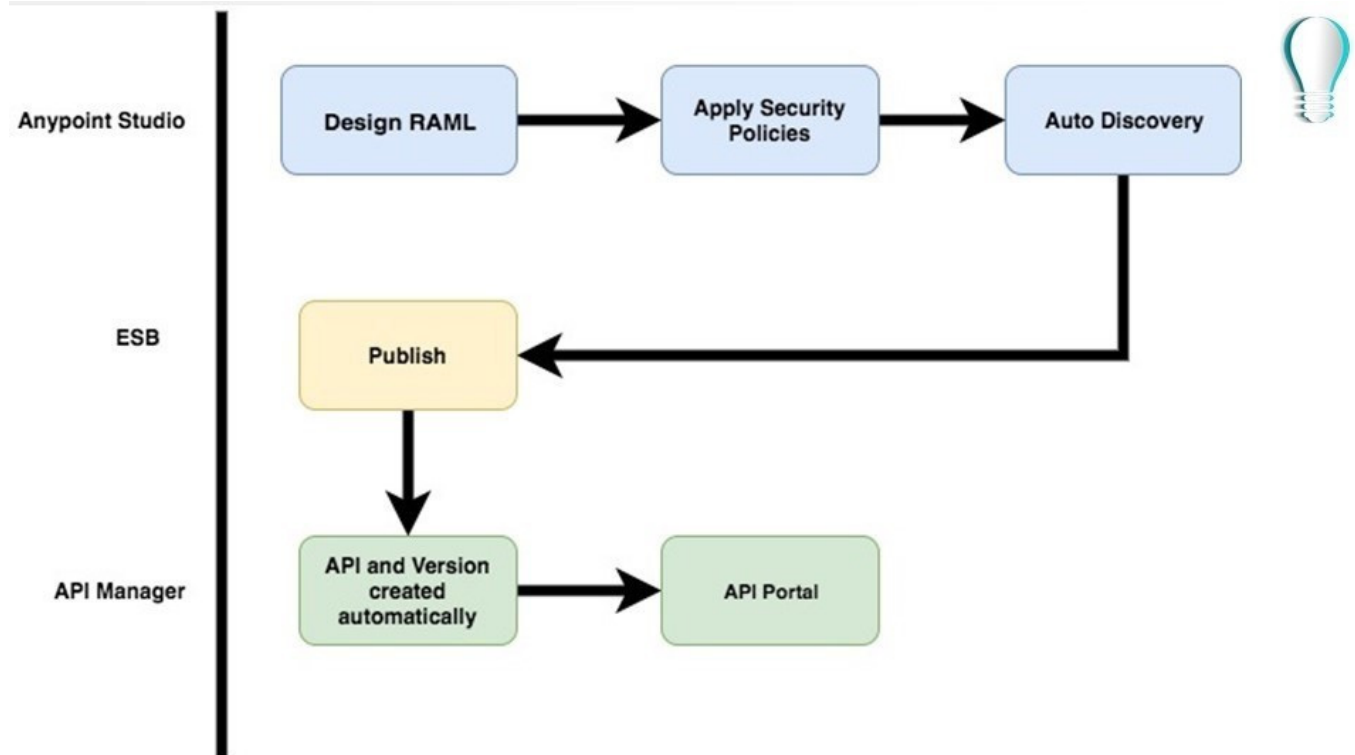 Anypoint Studio
Design RAML
Apply Security
Policies
Auto Discovery
ESB
Publish
API Manager
API and Version
created
automatically
API Portal